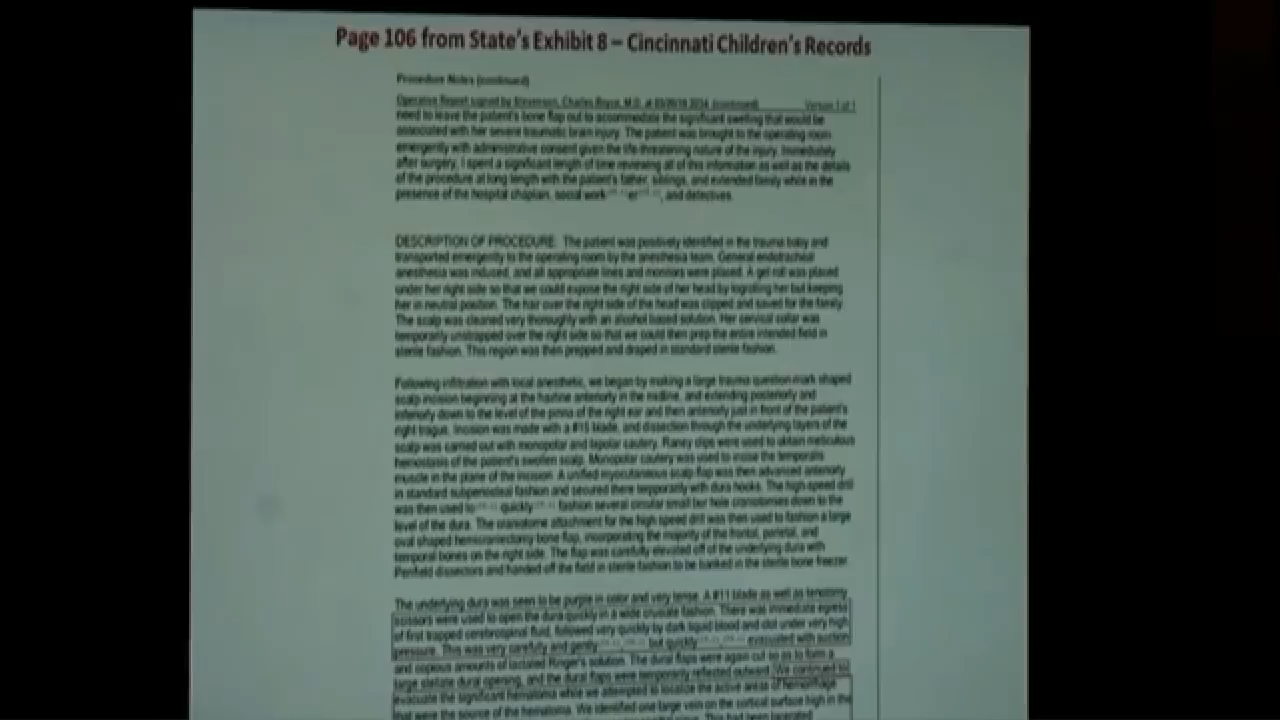 Page 106 from State's Exhibit 8 – Cincinnati Children's Records
Procedure Notes (continued)
Operative Report signed by Stevenson, Charles Boyce, M.D. at (continued) Version 1 of 1
need to leave the patient's bone flap out to accommodate the significant swelling that would be
associated with her severe traumatic brain injury. The patient was brought to the operating room
emergently with administrative consent given the life-threatening nature of the injury. Immediately
after surgery, I spent a significant length of time reviewing all of this information as well as the details
of the procedure at long length with the patient's father, siblings, and extended family while in the
presence of the hospital chaplain, social work er , and detectives.
DESCRIPTION OF PROCEDURE: The patient was positively identified in the trauma bay and
transported emergently to the operating room by the anesthesia team. General endotracheal
anesthesia was induced, and all appropriate lines and monitors were placed. A gel roll was placed
under her right side so that we could expose the right side of her head by logrolling her but keeping
her in neutral position. The hair over the right side of the head was clipped and saved for the family.
The scalp was cleaned very thoroughly with an alcohol based solution. Her cervical collar was
temporarily unstrapped over the right side so that we could then prep the entire intended field in
sterile fashion. This region was then prepped and draped in standard sterile fashion.
Following infiltration with local anesthetic, we began by making a large trauma question mark shaped
scalp incision beginning at the hairline anteriorly in the midline, and extending posteriorly and
inferiorly down to the level of the pinna of the right ear and then anteriorly just in front of the patient's
right tragus. Incision was made with a #15 blade, and dissection through the underlying layers of the
scalp was carried out with monopolar and bipolar cautery. Raney clips were used to obtain meticulous
hemostasis of the patient's swollen scalp. Monopolar cautery was used to incise the temporalis
muscle in the plane of the incision. A unified myocutaneous scalp flap was then advanced anteriorly
in standard subperiosteal fashion and secured there temporarily with dura hooks. The high-speed drill
was then used to quickly fashion several circular small bur hole craniotomies down to the
level of the dura. The craniotome attachment for the high speed drill was then used to fashion a large
oval shaped hemicraniectomy bone flap, incorporating the majority of the frontal, parietal, and
temporal bones on the right side. The flap was carefully elevated off of the underlying dura with
Penfield dissectors and handed off the field in sterile fashion to be banked in the sterile bone freezer.
The underlying dura was seen to be purple in color and very tense. A #11 blade as well as tenotomy
scissors were used to open the dura quickly in a wide cruciate fashion. There was immediate egress
of first trapped cerebrospinal fluid, followed very quickly by dark liquid blood and clot under very high
pressure. This was very carefully and gently but quickly evacuated with suction
and copious amounts of lactated Ringer's solution. The dural flaps were again cut so as to form a
large stellate dural opening, and the dural flaps were temporarily reflected outward. We continued to
evacuate the significant hematoma while we attempted to localize the active areas of hemorrhage
that were the source of the hematoma. We identified one large vein on the cortical surface high in the
This had been lacerated